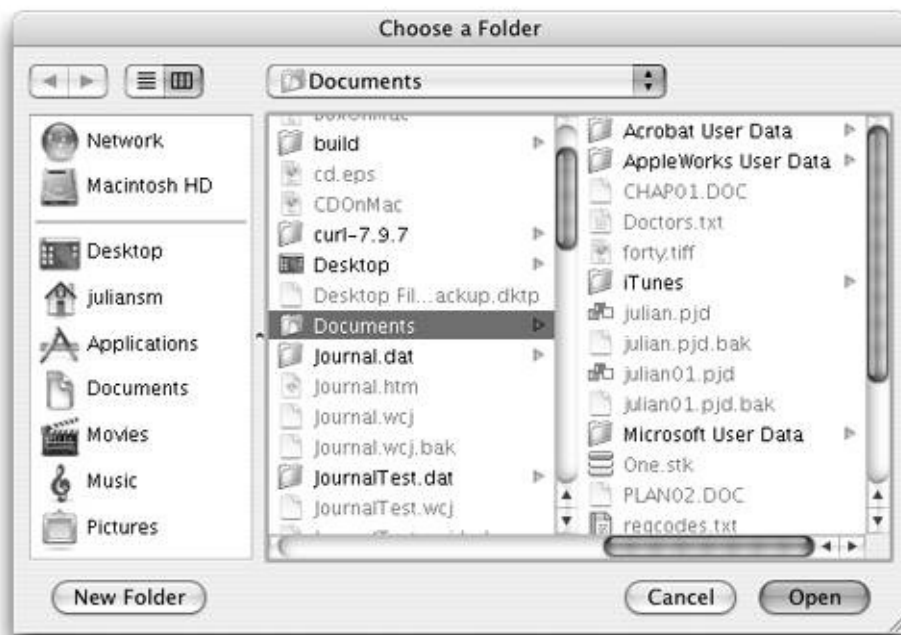 Choose a Folder
Documents
Network
Macintosh HD
Desktop
juliansm
Applications
Documents
Movies
Music
Pictures
build
cd.eps
CDOnMac
curl-7.9.7
Desktop
Desktop Fil...ackup.dktp
Documents
Journal.dat
Journal.htm
Journal.wcj
Journal.wcj.bak
JournalTest.dat
JournalTest.wcj
Acrobat User Data
AppleWorks User Data
CHAP01.DOC
Doctors.txt
forty.tiff
iTunes
julian.pjd
julian.pjd.bak
julian01.pjd
julian01.pjd.bak
Microsoft User Data
One.stk
PLAN02.DOC
regcodes.txt
New Folder
Cancel
Open